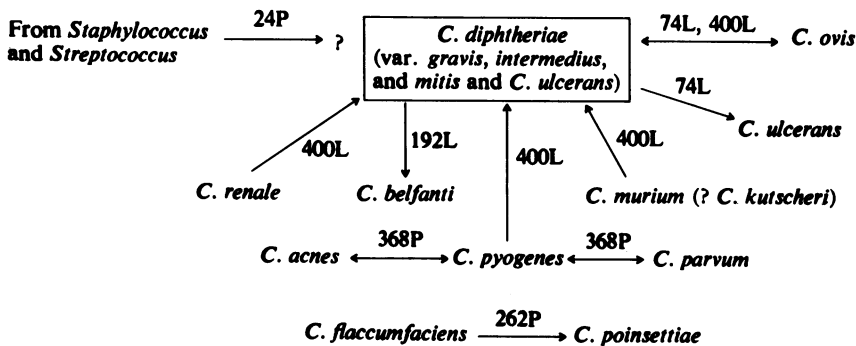 From Staphylococcus
and Streptococcus
24P
?
C. diphtheriae
(var. gravis, intermedius,
and mitis and C. ulcerans)
74L, 400L
C. ovis
74L
C. ulcerans
400L
192L
400L
400L
C. renale
C. belfanti
C. murium (? C. kutscheri)
C. acnes
368P
C. pyogenes
368P
C. parvum
C. flaccumfaciens
262P
C. poinsettiae